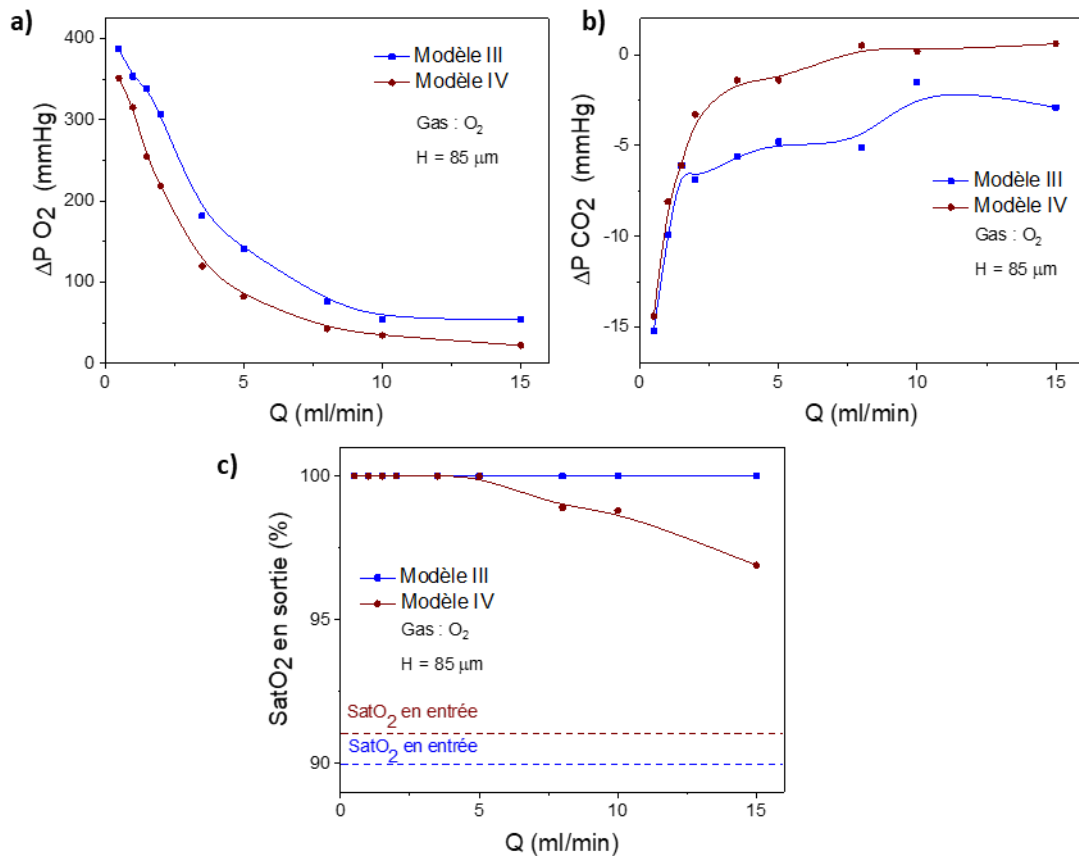 a)
400
300
200
100
0
ΔP O₂ (mmHg)
Modèle III
Modèle IV
Gas : O₂
H = 85 μm
0
5
10
15
Q (ml/min)
b)
0
-5
-10
-15
ΔP CO₂ (mmHg)
Modèle III
Modèle IV
Gas : O₂
H = 85 μm
0
5
10
15
Q (ml/min)
c)
100
95
90
SatO₂ en sortie (%)
Modèle III
Modèle IV
Gas : O₂
H = 85 μm
SatO₂ en entrée
SatO₂ en entrée
0
5
10
15
Q (ml/min)